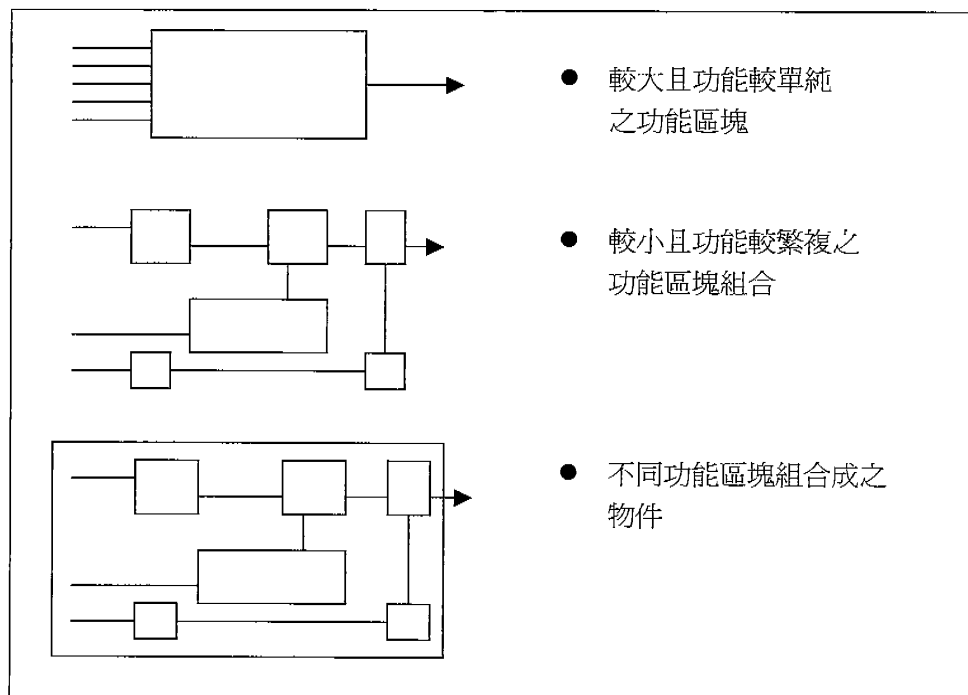 ● 較大且功能較單純
之功能區塊
● 較小且功能較繁複之
功能區塊組合
● 不同功能區塊組合成之
物件